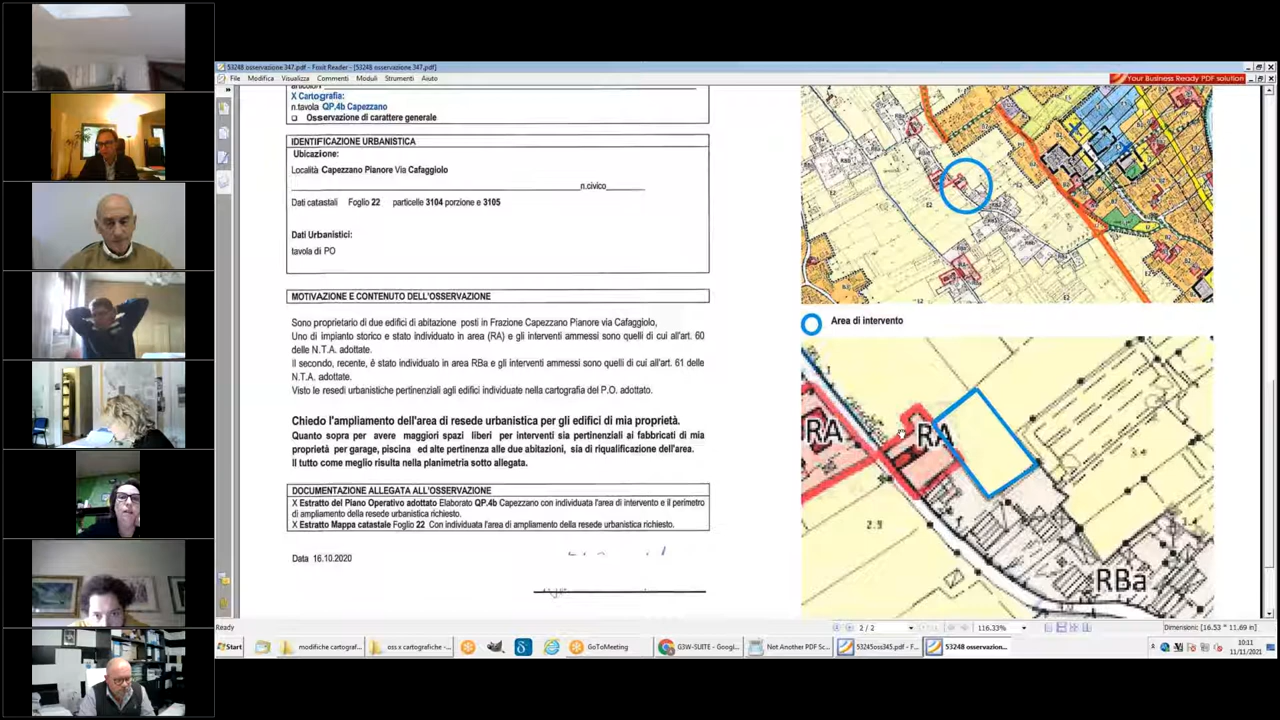 53248 osservazione 347.pdf - Foxit Reader - [53248 osservazione 347.pdf]
File Modifica Visualizza Commenti Moduli Strumenti Aiuto
Your Business Ready PDF solution
X Cartografia:
n.tavola QP.4b Capezzano
Osservazione di carattere generale
IDENTIFICAZIONE URBANISTICA
Ubicazione:
Località Capezzano Pianore Via Cafaggiolo
n.civico
Dati catastali Foglio 22 particelle 3104 porzione e 3105
Dati Urbanistici:
tavola di PO
MOTIVAZIONE E CONTENUTO DELL'OSSERVAZIONE
Sono proprietario di due edifici di abitazione posti in Frazione Capezzano Pianore via Cafaggiolo,
Uno di impianto storico e stato individuato in area (RA) e gli interventi ammessi sono quelli di cui all'art. 60
delle N.T.A. adottate.
Il secondo, recente, è stato individuato in area RBa e gli interventi ammessi sono quelli di cui all'art. 61 delle
N.T.A. adottate.
Visto le resedi urbanistiche pertinenziali agli edifici individuate nella cartografia del P.O. adottato.
Chiedo l'ampliamento dell'area di resede urbanistica per gli edifici di mia proprietà.
Quanto sopra per avere maggiori spazi liberi per interventi sia pertinenziali ai fabbricati di mia
proprietà per garage, piscina ed alte pertinenza alle due abitazioni, sia di riqualificazione dell'area.
Il tutto come meglio risulta nella planimetria sotto allegata.
DOCUMENTAZIONE ALLEGATA ALL'OSSERVAZIONE
X Estratto del Piano Operativo adottato Elaborato QP.4b Capezzano con individuata l'area di intervento e il perimetro
di ampliamento della resede urbanistica richiesto.
X Estratto Mappa catastale Foglio 22 Con individuata l'area di ampliamento della resede urbanistica richiesto.
Data 16.10.2020
Area di intervento
RA
RA
2.9
3.4
RBa
Ready
2 / 2
116.33%
Dimensioni: [16.53 * 11.69 in]
Start
modifiche cartograf...
oss x cartografiche -...
GoToMeeting
G3W-SUITE - Googl...
Not Another PDF Sc...
53245oss345.pdf - F...
53248 osservazion...
10:11
11/11/2021